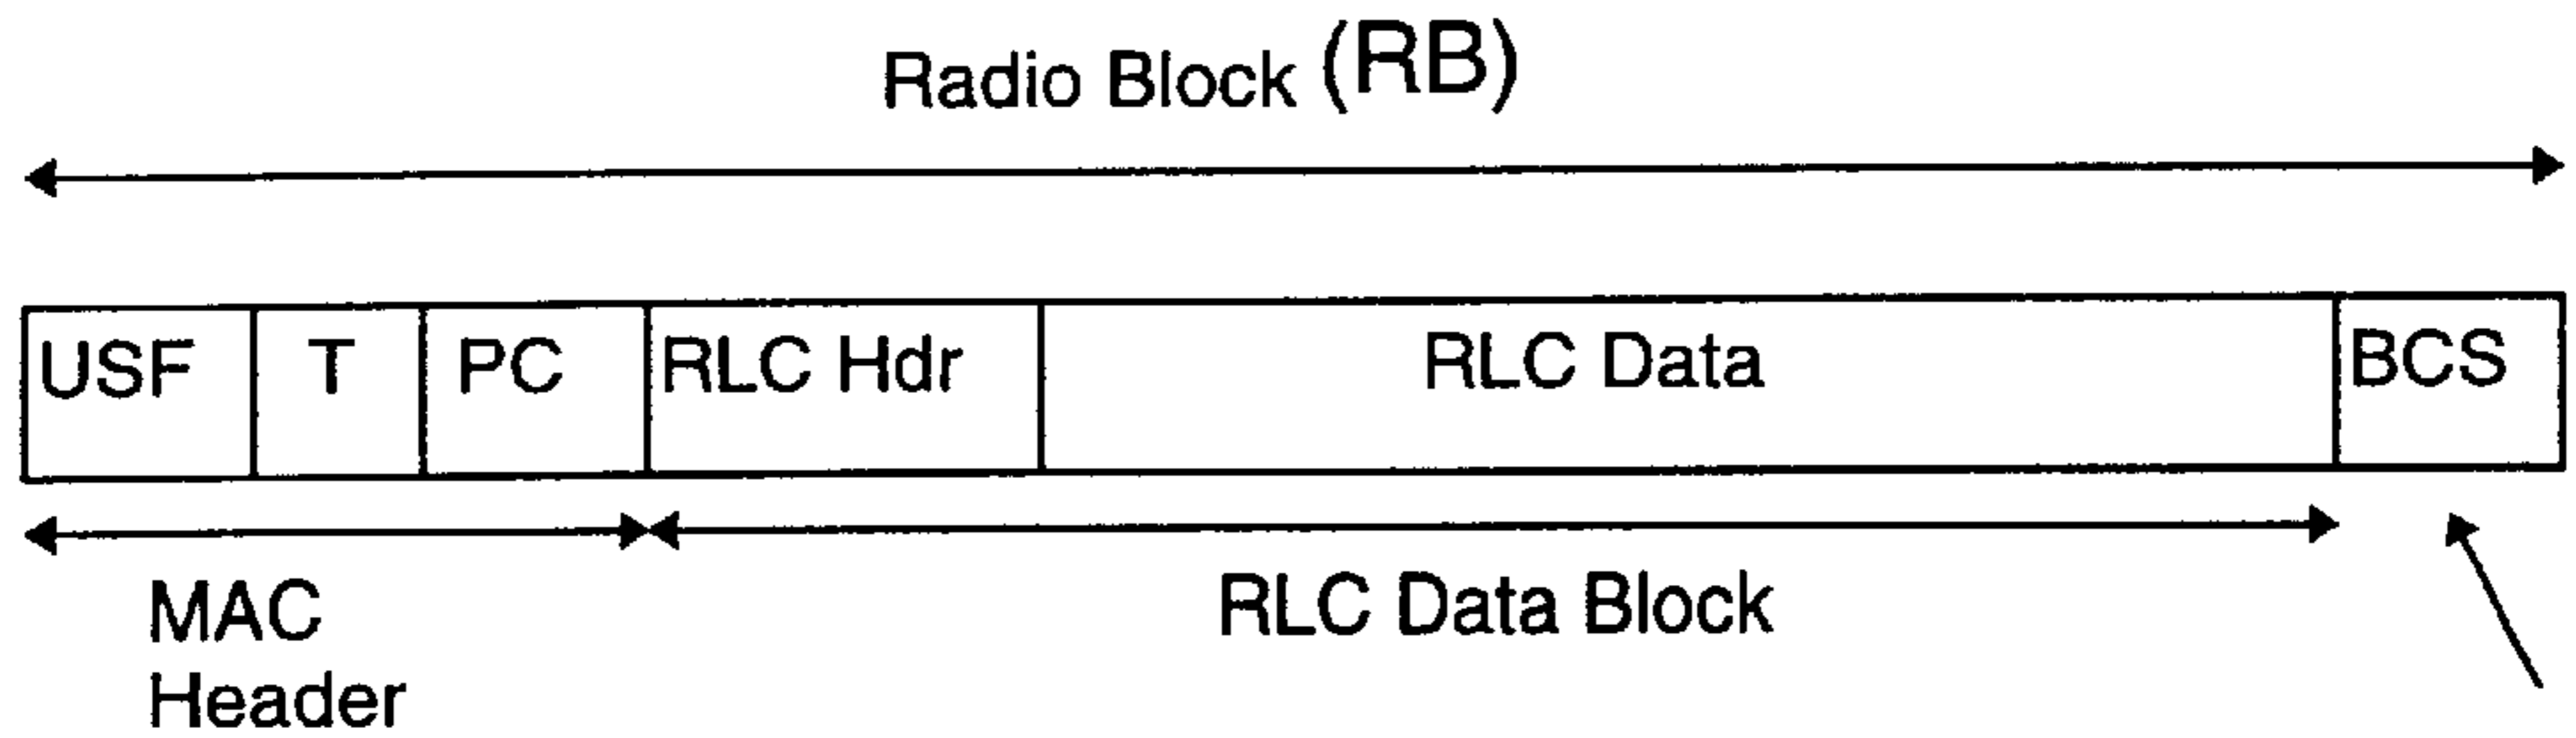 Radio Block (RB)
USF T PC RLC Hdr RLC Data BCS
MAC
Header
RLC Data Block